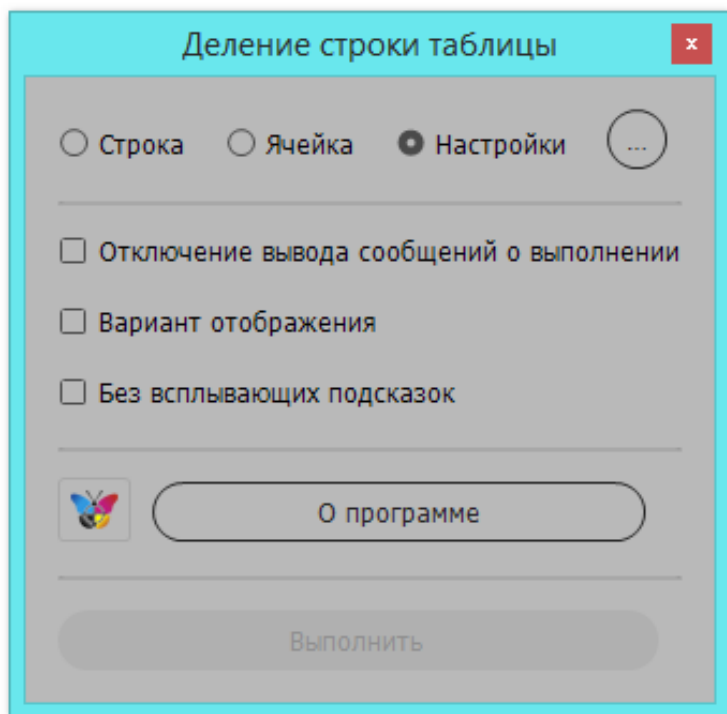 Деление строки таблицы
x
Строка Ячейка Настройки ...
Отключение вывода сообщений о выполнении
Вариант отображения
Без всплывающих подсказок
О программе
Выполнить